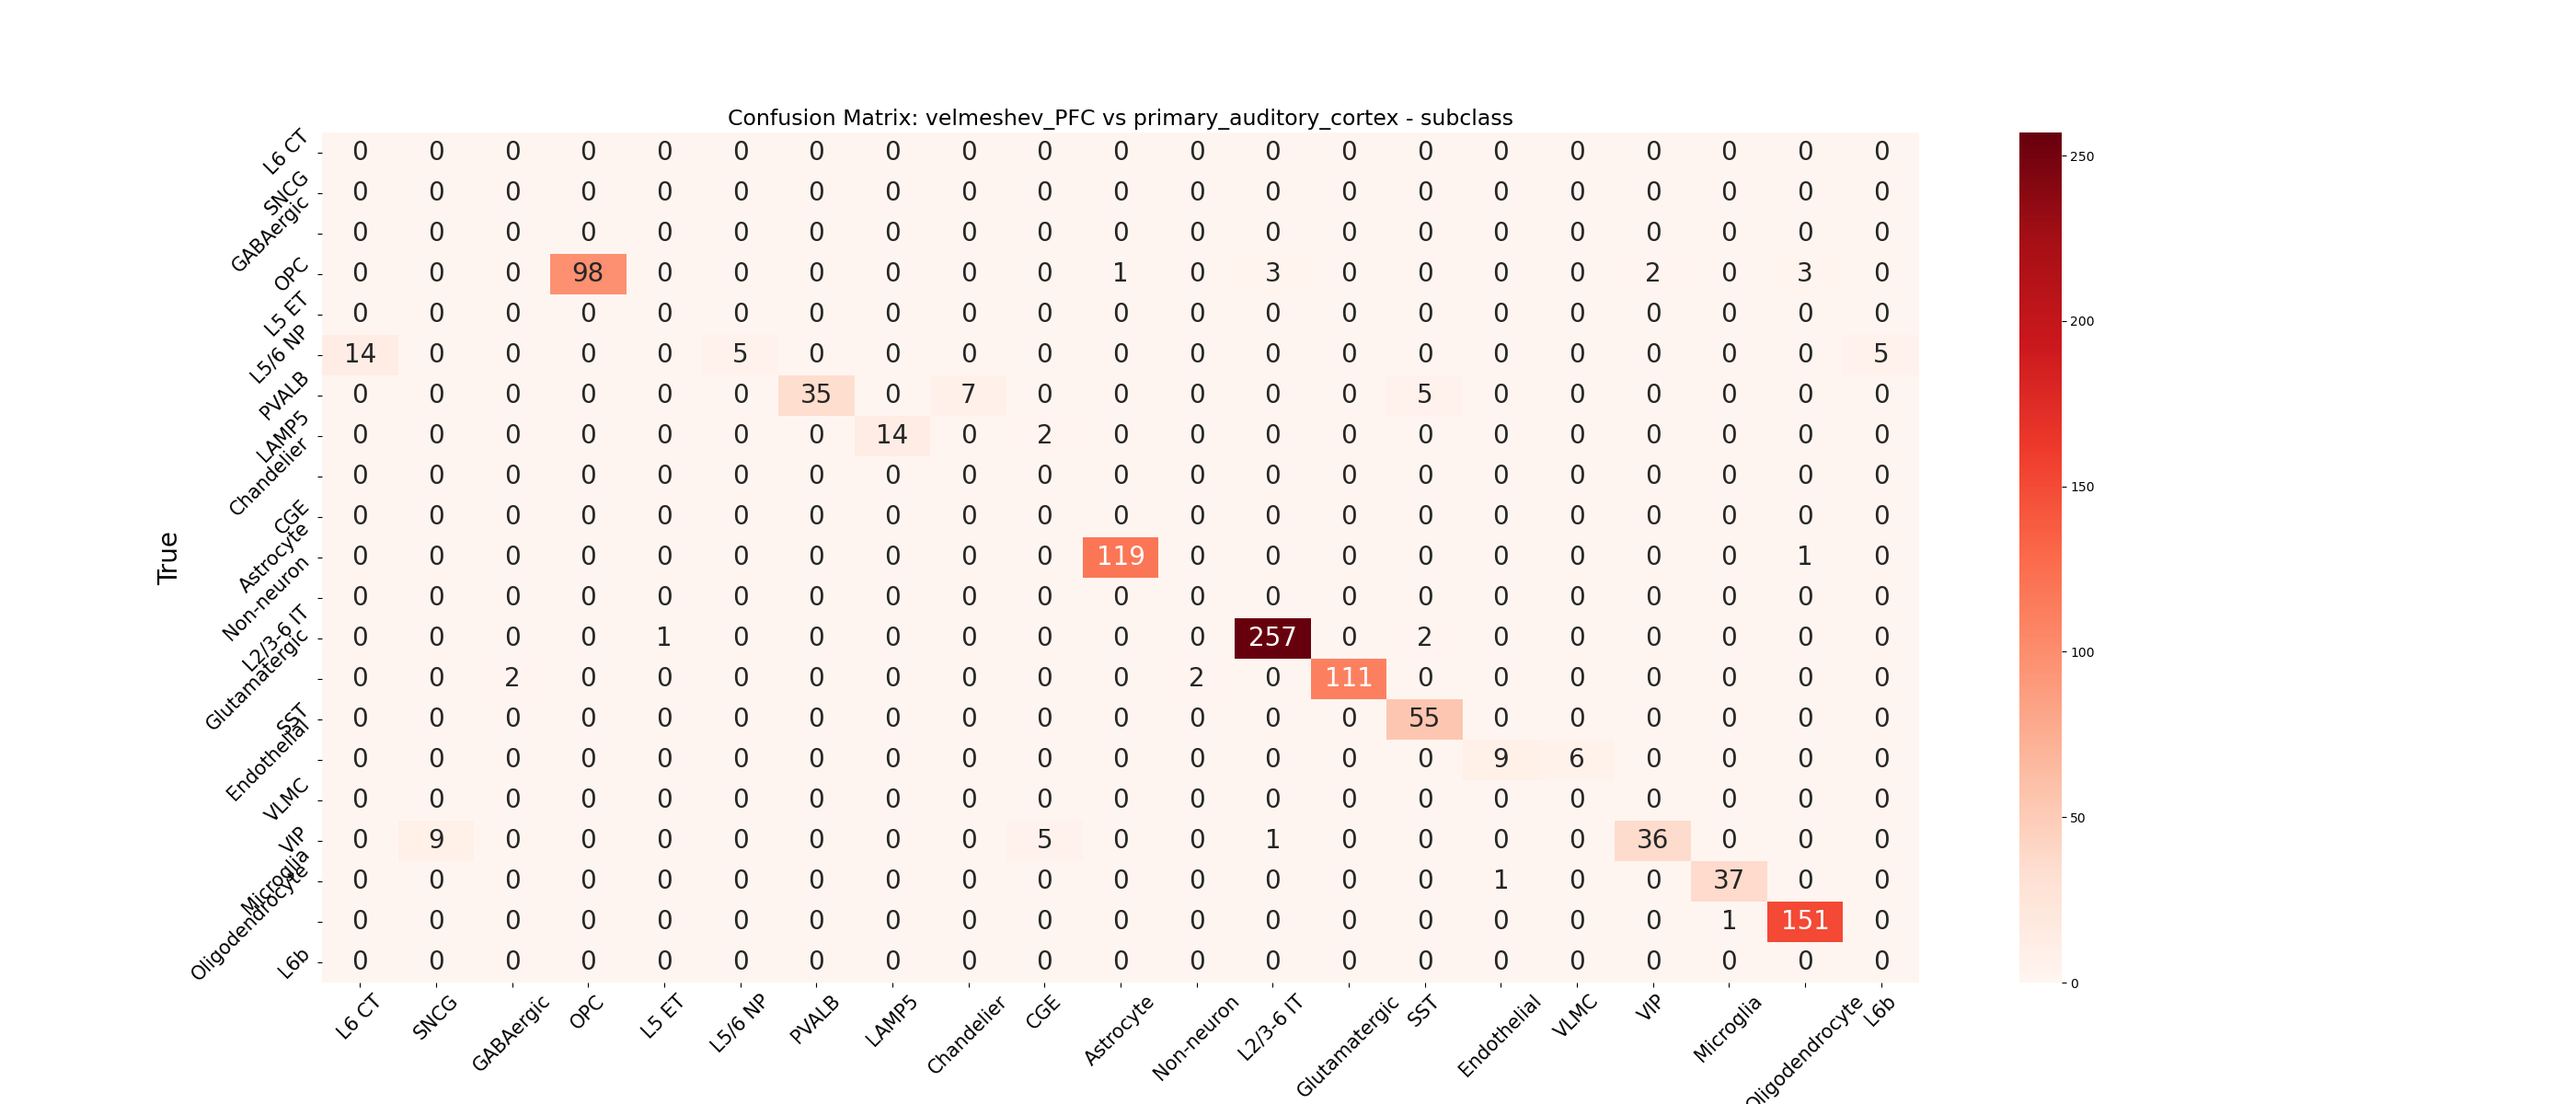 Confusion Matrix: velmeshev_PFC vs primary_auditory_cortex - subclass
True
L6 CT 0 0 0 0 0 0 0 0 0 0 0 0 0 0 0 0 0 0 0 0 0
SNCG 0 0 0 0 0 0 0 0 0 0 0 0 0 0 0 0 0 0 0 0 0
GABAergic 0 0 0 0 0 0 0 0 0 0 0 0 0 0 0 0 0 0 0 0 0
OPC 0 0 0 98 0 0 0 0 0 0 1 0 3 0 0 0 0 2 0 3 0
L5 ET 0 0 0 0 0 0 0 0 0 0 0 0 0 0 0 0 0 0 0 0 0
L5/6 NP 14 0 0 0 0 5 0 0 0 0 0 0 0 0 0 0 0 0 0 0 5
PVALB 0 0 0 0 0 0 35 0 7 0 0 0 0 0 5 0 0 0 0 0 0
LAMP5 0 0 0 0 0 0 0 14 0 2 0 0 0 0 0 0 0 0 0 0 0
Chandelier 0 0 0 0 0 0 0 0 0 0 0 0 0 0 0 0 0 0 0 0 0
CGE 0 0 0 0 0 0 0 0 0 0 0 0 0 0 0 0 0 0 0 0 0
Astrocyte 0 0 0 0 0 0 0 0 0 0 119 0 0 0 0 0 0 0 0 1 0
Non-neuron 0 0 0 0 0 0 0 0 0 0 0 0 0 0 0 0 0 0 0 0 0
L2/3-6 IT 0 0 0 0 1 0 0 0 0 0 0 0 257 0 2 0 0 0 0 0 0
Glutamatergic 0 0 2 0 0 0 0 0 0 0 0 2 0 111 0 0 0 0 0 0 0
SST 0 0 0 0 0 0 0 0 0 0 0 0 0 0 55 0 0 0 0 0 0
Endothelial 0 0 0 0 0 0 0 0 0 0 0 0 0 0 0 9 6 0 0 0 0
VLMC 0 0 0 0 0 0 0 0 0 0 0 0 0 0 0 0 0 0 0 0 0
VIP 0 9 0 0 0 0 0 0 0 5 0 0 1 0 0 0 0 36 0 0 0
Microglia 0 0 0 0 0 0 0 0 0 0 0 0 0 0 0 1 0 0 37 0 0
Oligodendrocyte 0 0 0 0 0 0 0 0 0 0 0 0 0 0 0 0 0 0 1 151 0
L6b 0 0 0 0 0 0 0 0 0 0 0 0 0 0 0 0 0 0 0 0 0
L6 CT SNCG GABAergic OPC L5 ET L5/6 NP PVALB LAMP5 Chandelier CGE Astrocyte Non-neuron L2/3-6 IT Glutamatergic SST Endothelial VLMC VIP Microglia Oligodendrocyte L6b
250
200
150
100
50
0